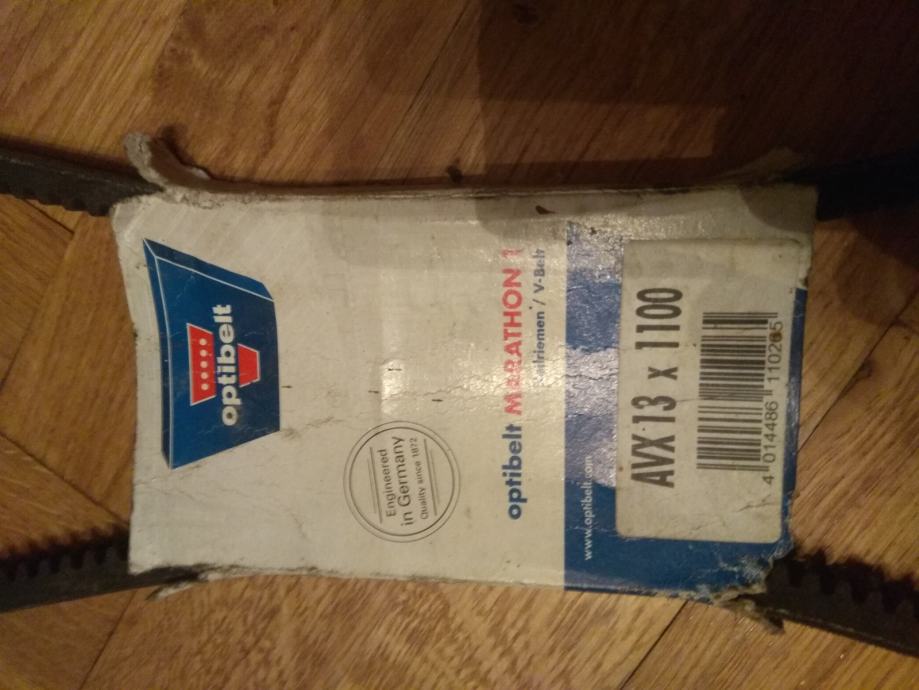 optibelt
Engineered
in Germany
Quality since 1872
optibelt MARATHON 1
/ V-Belt
www.optibelt.com
AVX 13 x 1100